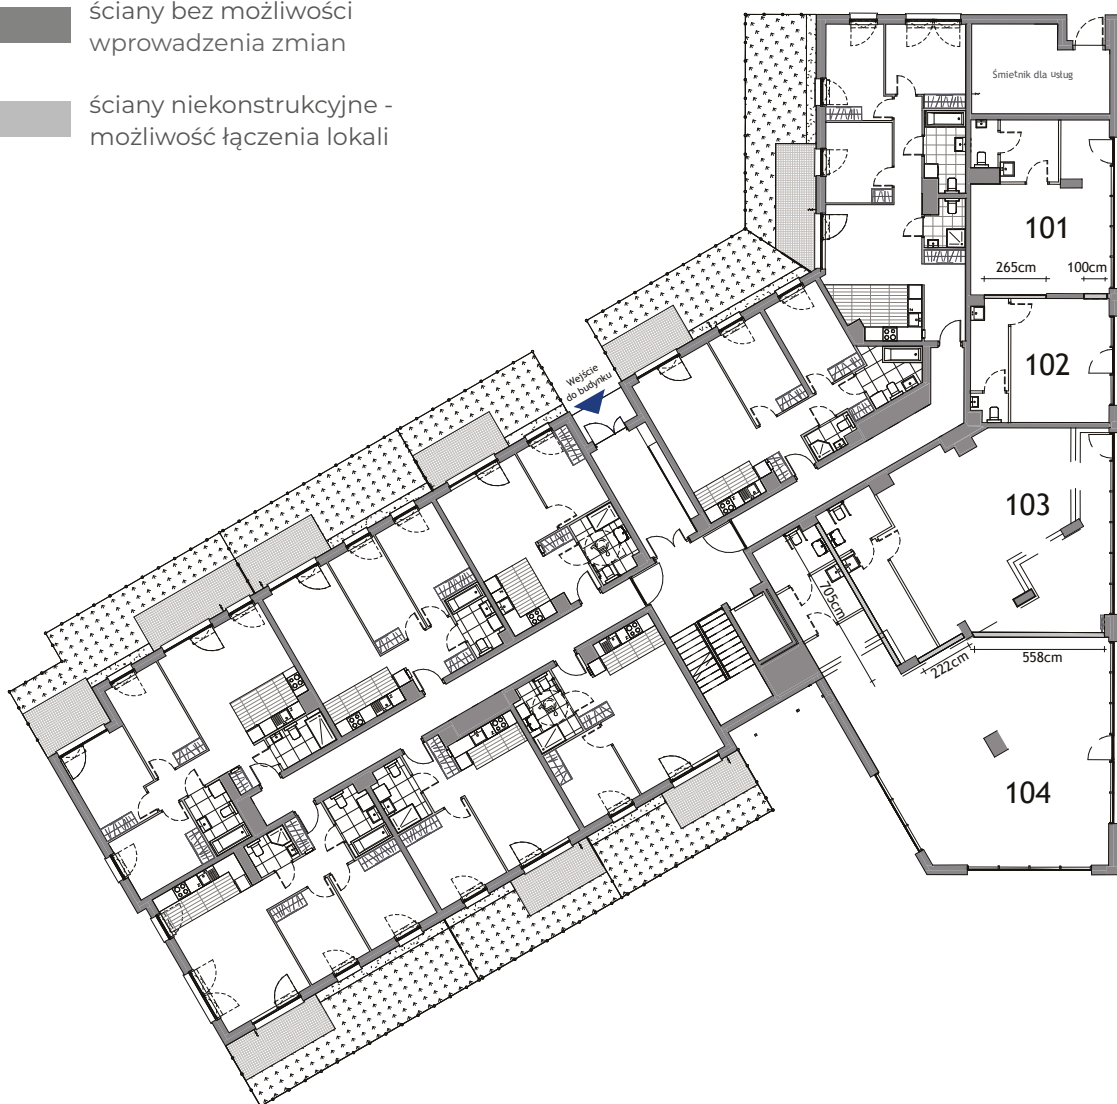 ściany bez możliwości
wprowadzenia zmian
ściany niekonstrukcyjne -
możliwość łączenia lokali
Śmietnik dla usług
101
265cm
100cm
102
Wejście
do budynku
103
705cm
222cm
558cm
104